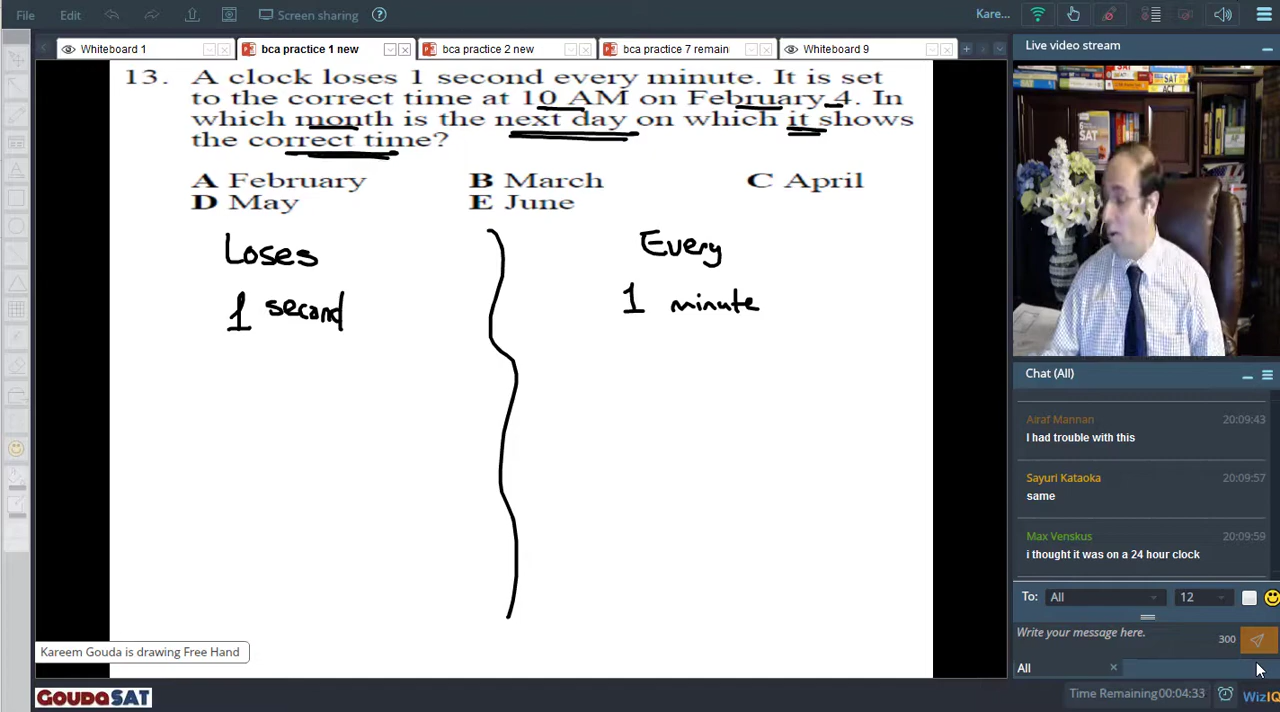 File Edit Screen sharing ? Kare...
Whiteboard 1 bca practice 1 new bca practice 2 new bca practice 7 remain Whiteboard 9
Live video stream
13. A clock loses 1 second every minute. It is set
to the correct time at 10 AM on February 4. In
which month is the next day on which it shows
the correct time?
A February B March C April
D May E June
Loses Every
1 second 1 minute
SAT
SAT
ACT
Chat (All)
Airaf Mannan 20:09:43
I had trouble with this
Sayuri Kataoka 20:09:57
same
Max Venskus 20:09:59
i thought it was on a 24 hour clock
To: All 12
Write your message here. 300
All
Kareem Gouda is drawing Free Hand
GOUDASAT
Time Remaining00:04:33 WizIQ